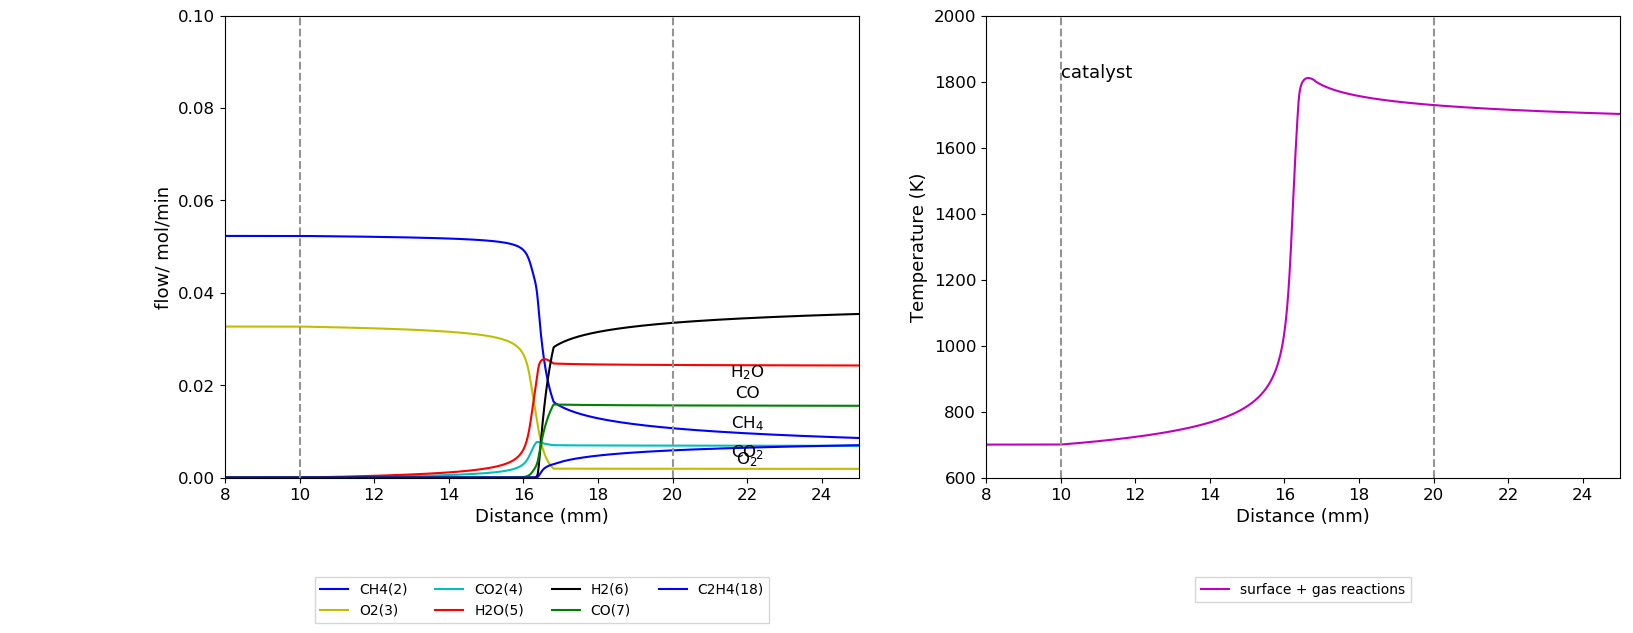 0.10
0.08
0.06
0.04
0.02
0.00
flow/ mol/min
H₂O
CO
CH₄
CO₂
O₂
8 10 12 14 16 18 20 22 24
Distance (mm)
CH4(2) CO2(4) H2(6) C2H4(18)
O2(3) H2O(5) CO(7)
2000
1800
1600
1400
1200
1000
800
600
Temperature (K)
catalyst
8 10 12 14 16 18 20 22 24
Distance (mm)
surface + gas reactions